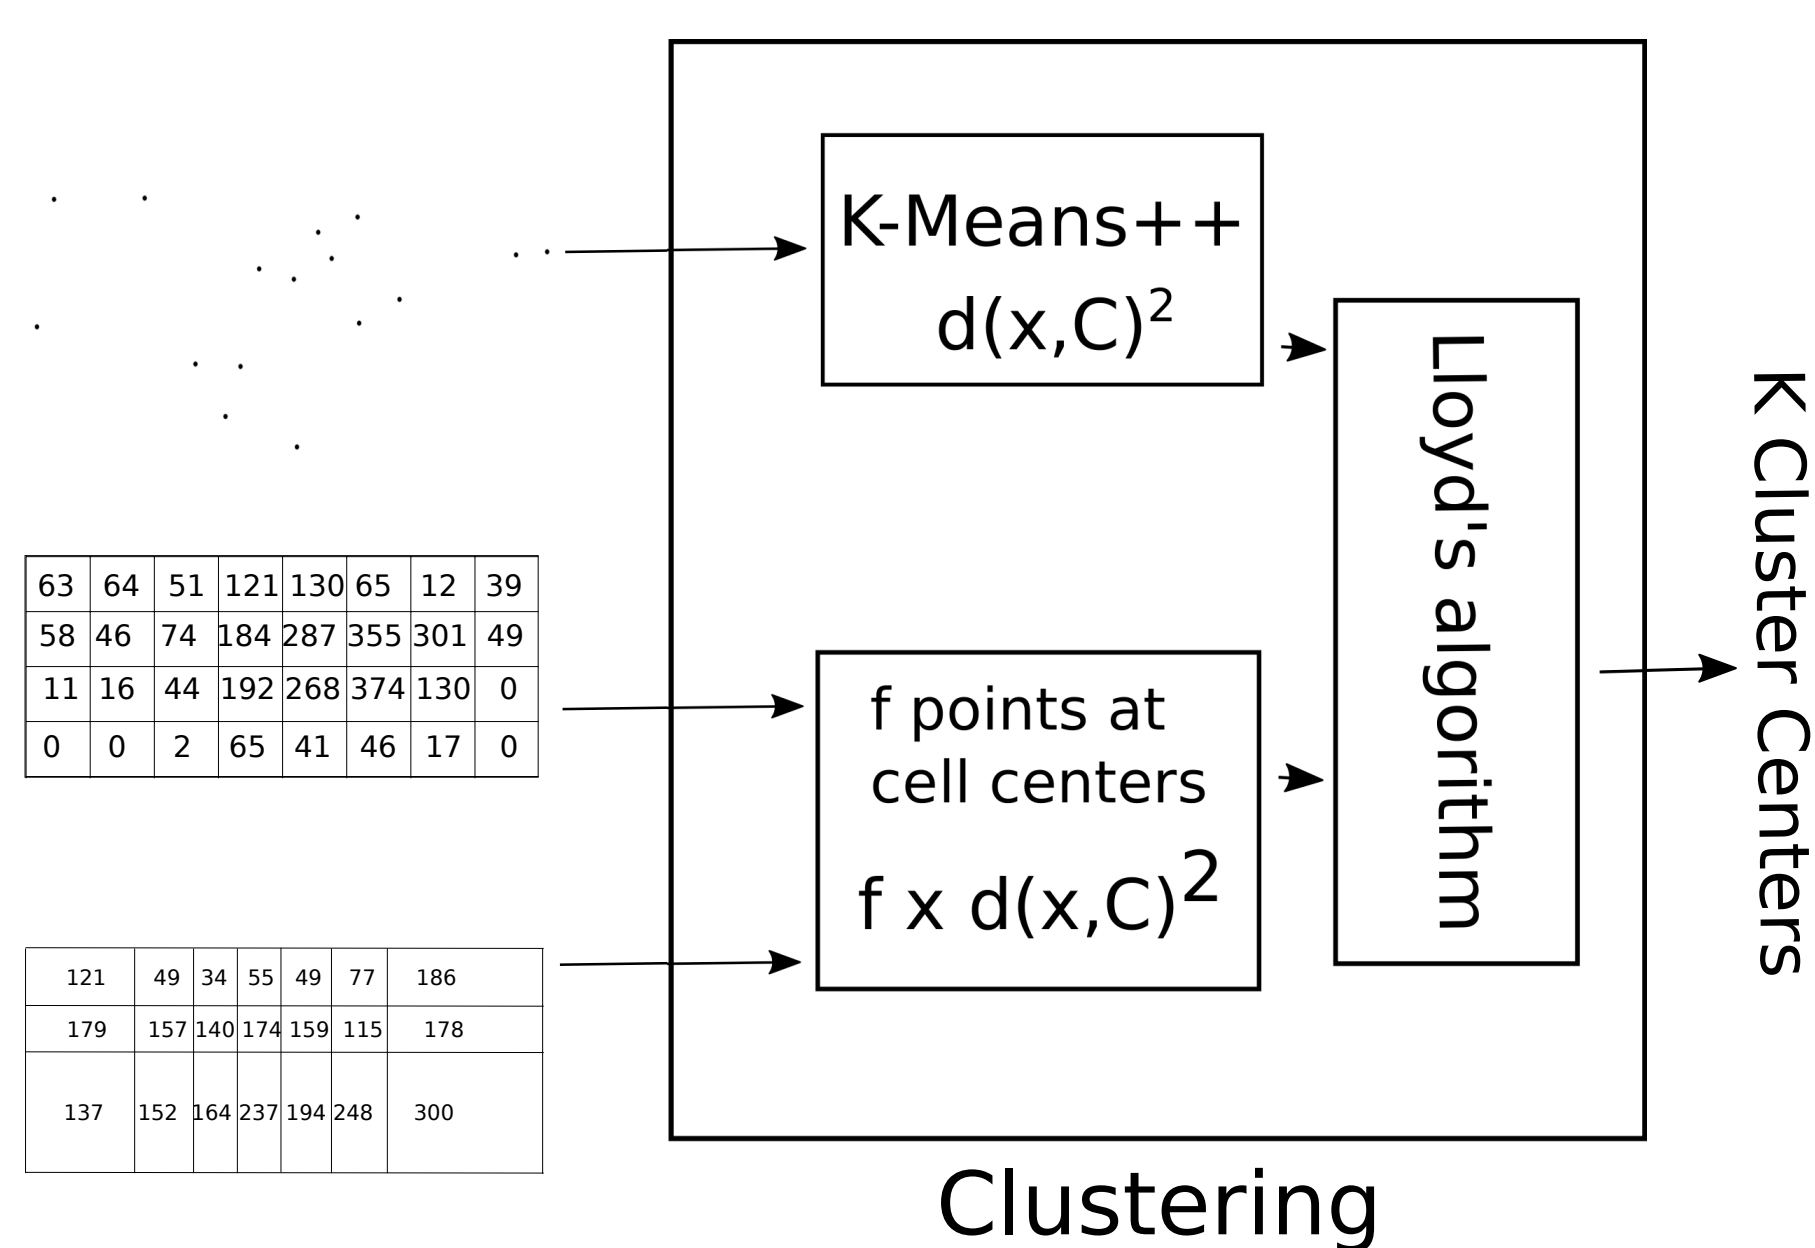 K-Means++
d(x,C)²
63 64 51 121 130 65 12 39
58 46 74 184 287 355 301 49
11 16 44 192 268 374 130 0
0 0 2 65 41 46 17 0
f points at
cell centers
f x d(x,C)²
121 49 34 55 49 77 186
179 157 140 174 159 115 178
137 152 164 237 194 248 300
Lloyd's algorithm
K Cluster Centers
Clustering